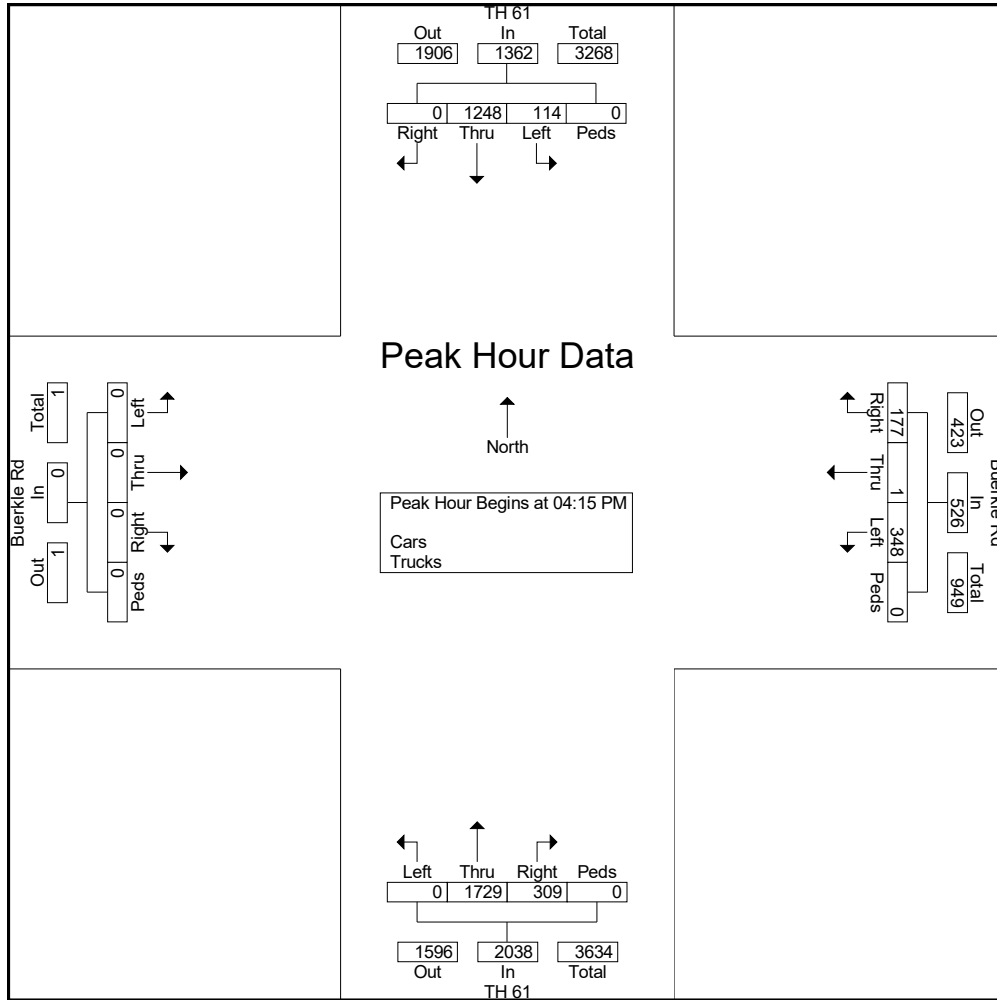 TH 61
Out In Total
1906 1362 3268
0 1248 114 0
Right Thru Left Peds
Peak Hour Data
North
Peak Hour Begins at 04:15 PM
Cars
Trucks
Buerkle Rd
Total In Out
1 0 1
0 0 0 0
Left Thru Right Peds
Right Thru Left Peds
177 1 348 0
423 526 949
Out In Total
Buerkle Rd
Left Thru Right Peds
0 1729 309 0
1596 2038 3634
Out In Total
TH 61